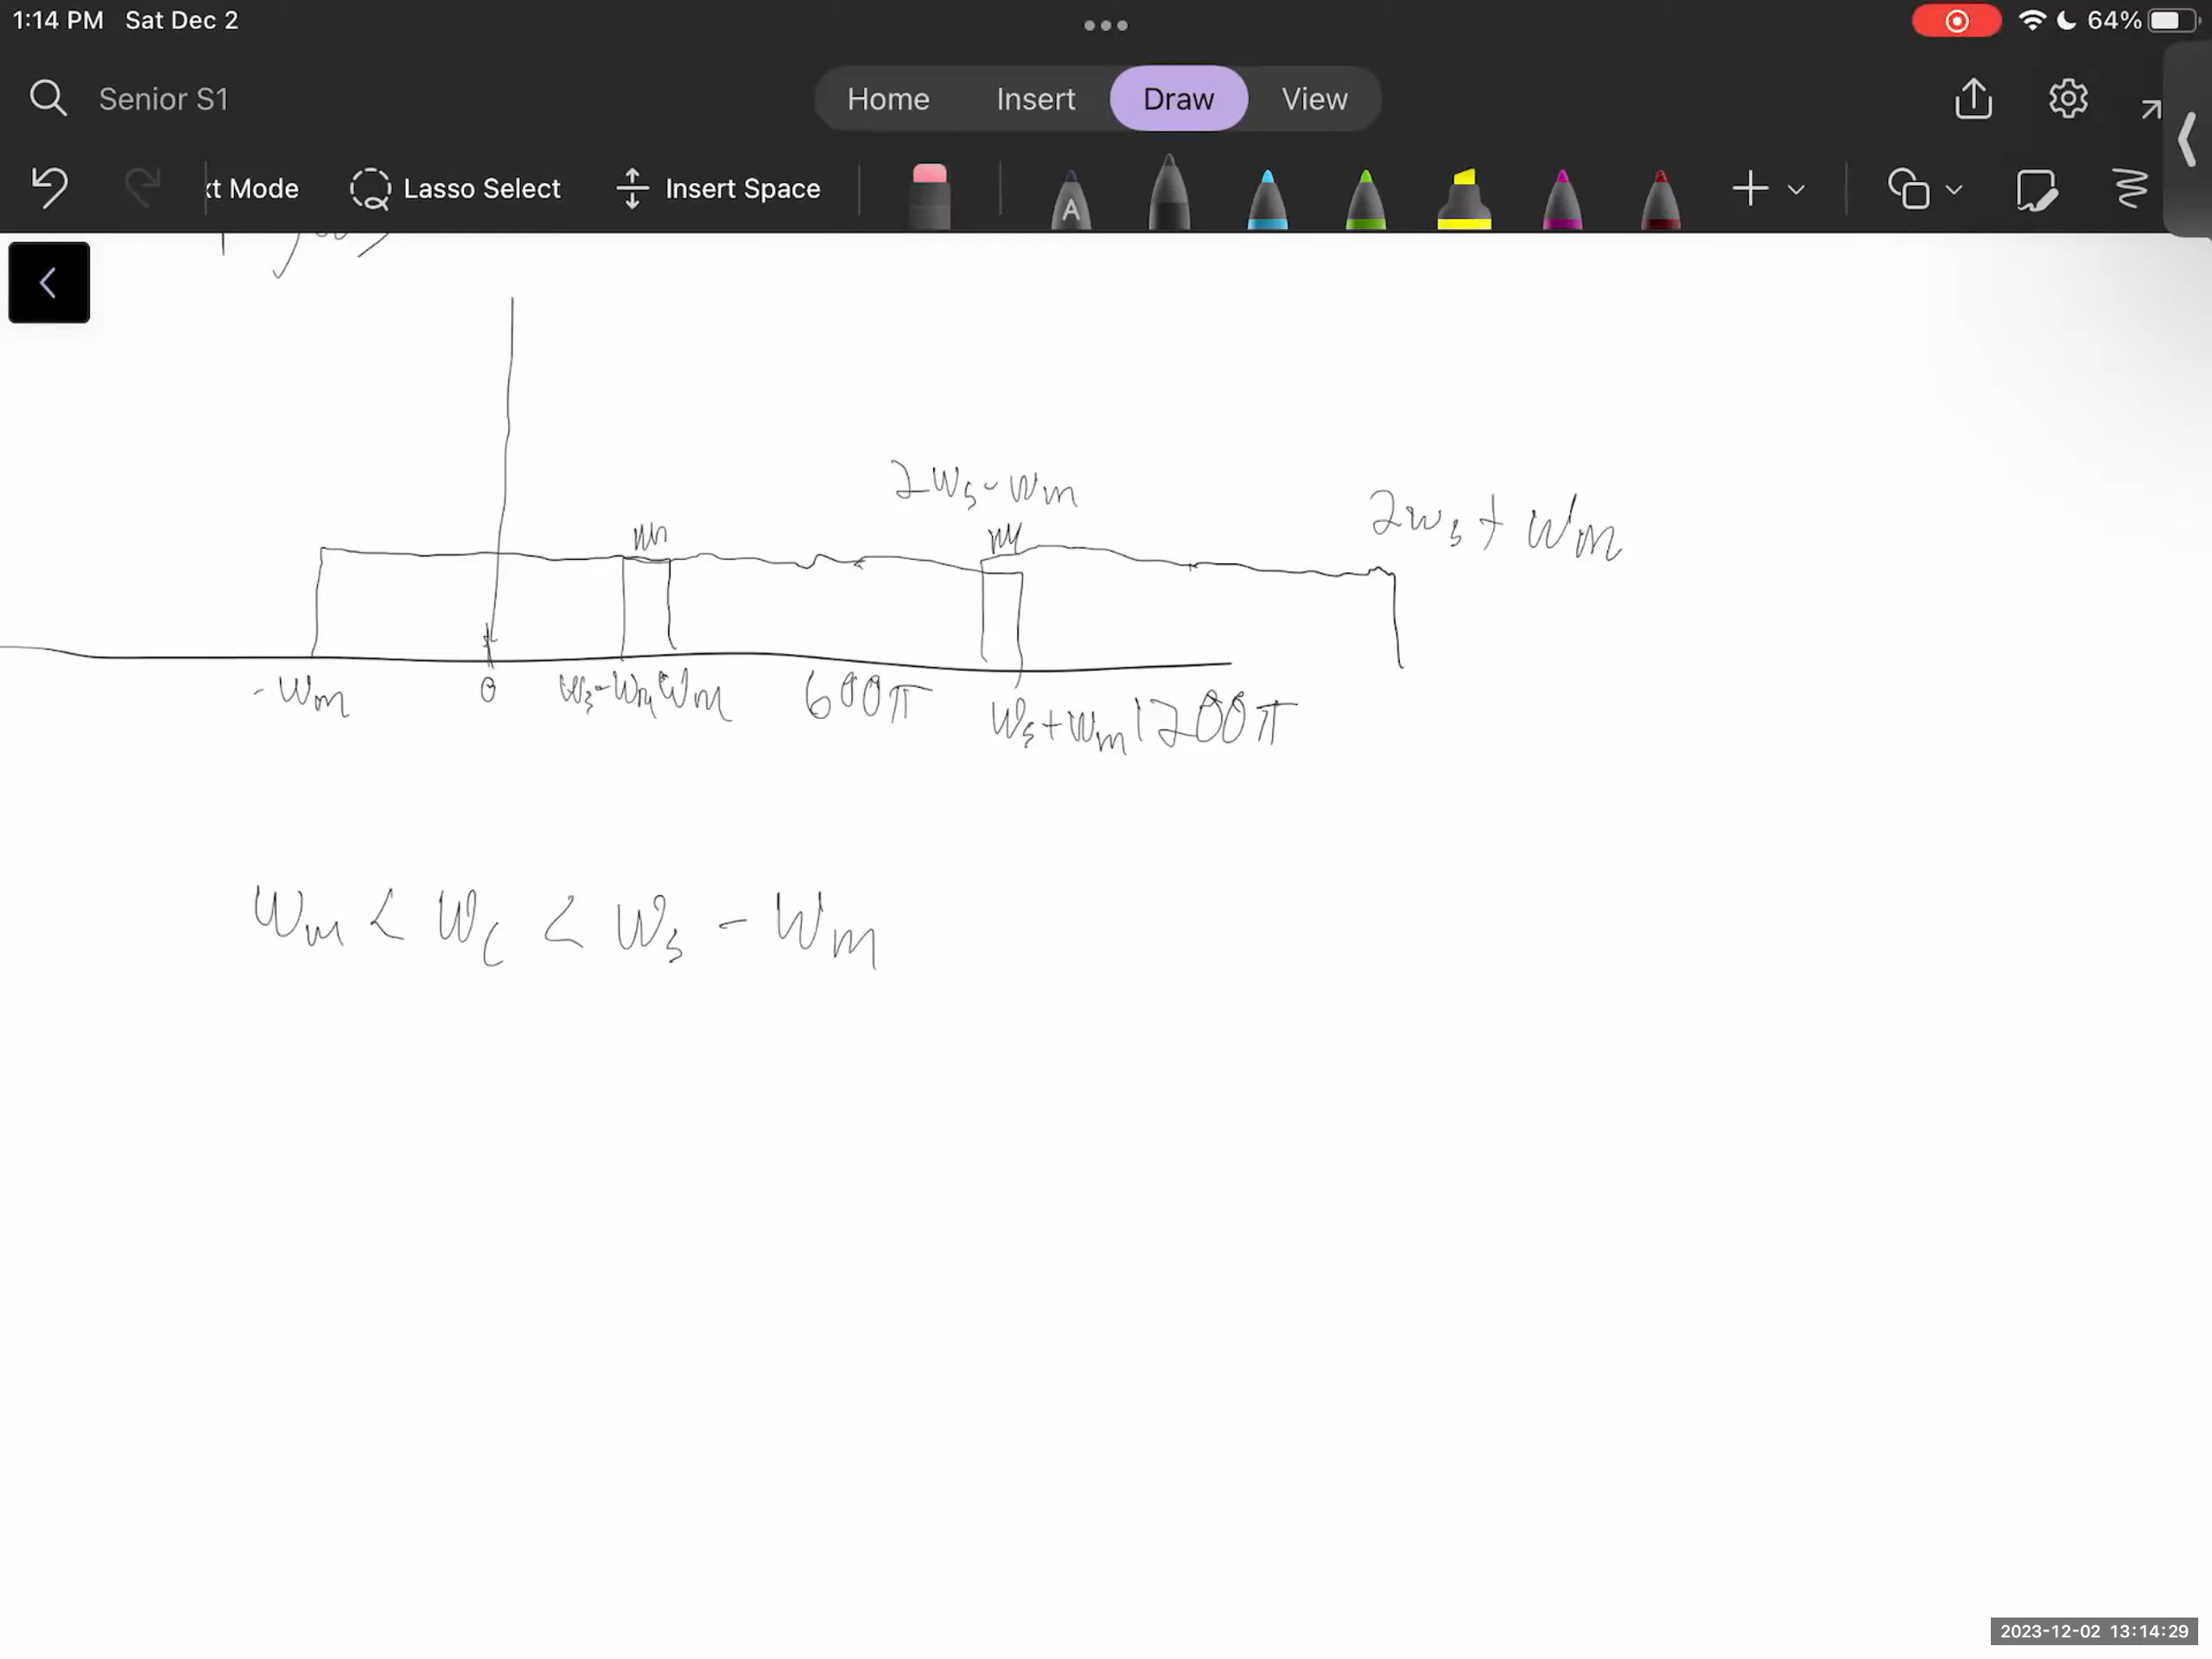 1:14 PM Sat Dec 2
64%
Senior S1
Home Insert Draw View
xt Mode Lasso Select Insert Space
A
2ws-wm
2ws+wm
-wm 0 ws-wm wm 600π ws+wm 1200π
wm < wc < ws - wm
2023-12-02 13:14:29